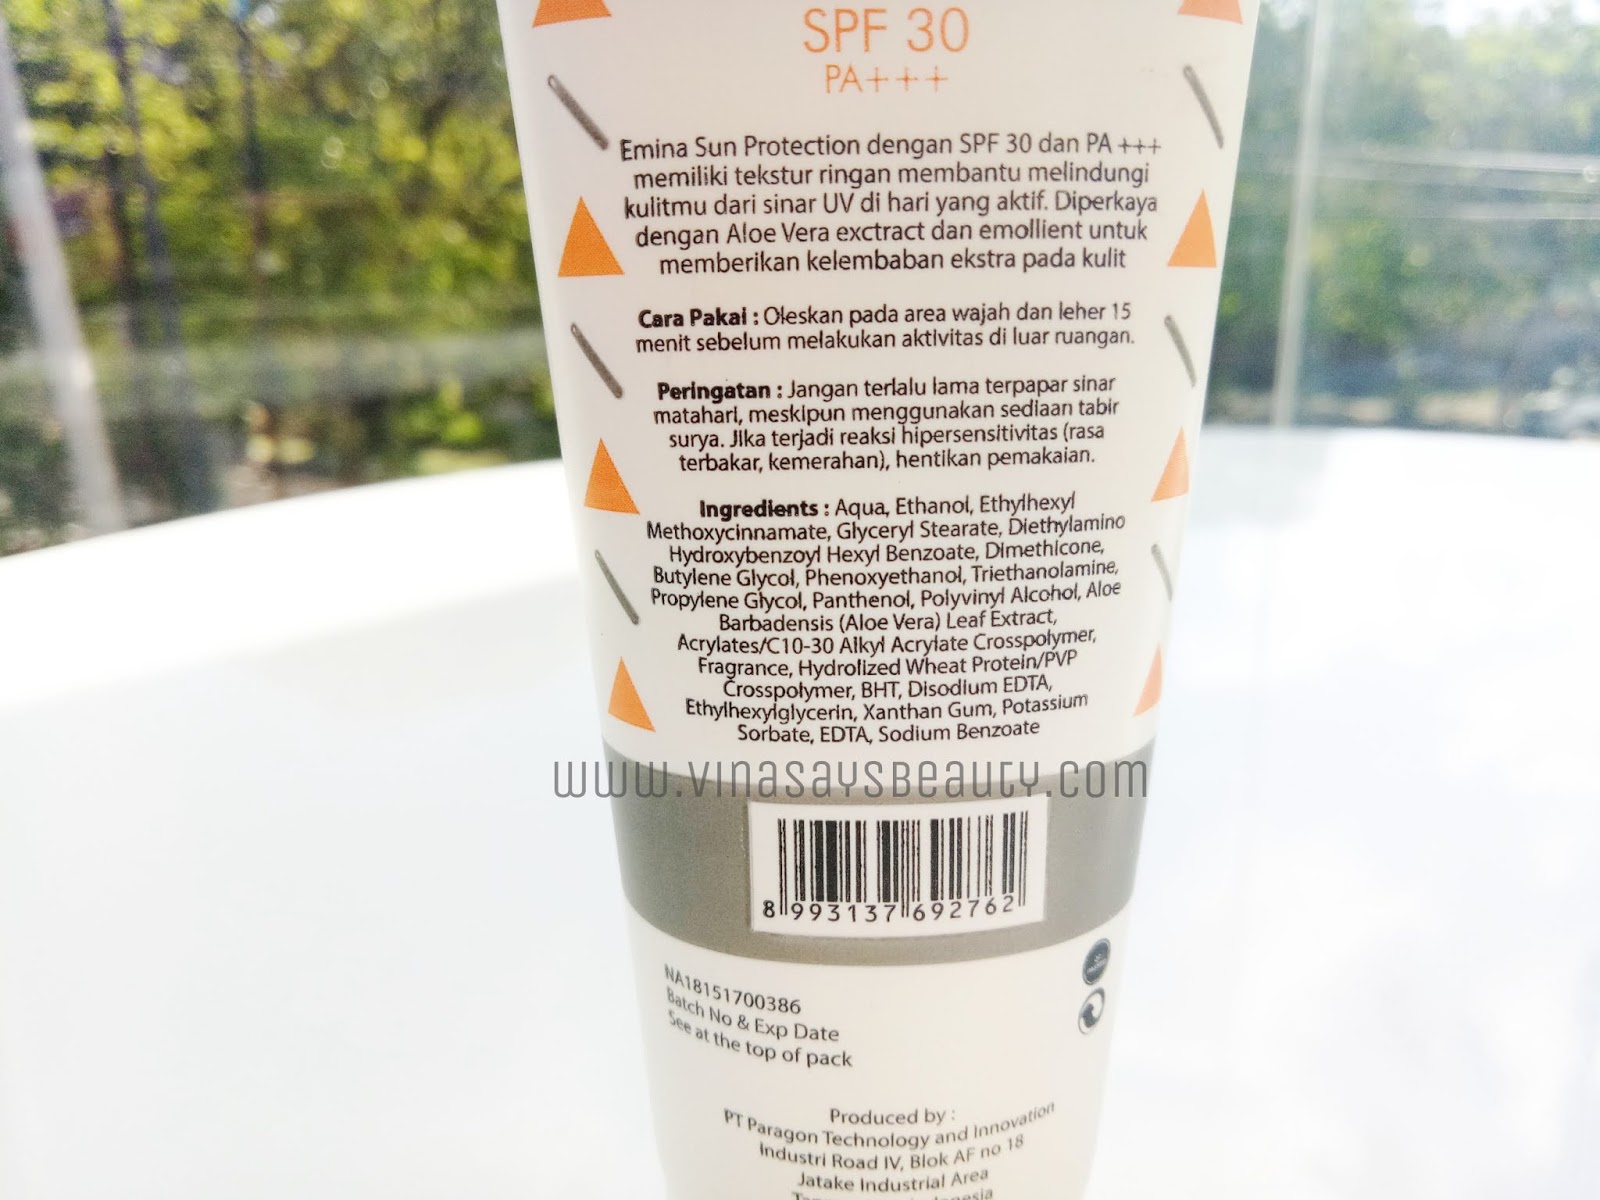 SPF 30
PA+++
Emina Sun Protection dengan SPF 30 dan PA +++
memiliki tekstur ringan membantu melindungi
kulitmu dari sinar UV di hari yang aktif. Diperkaya
dengan Aloe Vera exctract dan emollient untuk
memberikan kelembaban ekstra pada kulit
Cara Pakai : Oleskan pada area wajah dan leher 15
menit sebelum melakukan aktivitas di luar ruangan.
Peringatan : Jangan terlalu lama terpapar sinar
matahari, meskipun menggunakan sediaan tabir
surya. Jika terjadi reaksi hipersensitivitas (rasa
terbakar, kemerahan), hentikan pemakaian.
Ingredients : Aqua, Ethanol, Ethylhexyl
Methoxycinnamate, Glyceryl Stearate, Diethylamino
Hydroxybenzoyl Hexyl Benzoate, Dimethicone,
Butylene Glycol, Phenoxyethanol, Triethanolamine,
Propylene Glycol, Panthenol, Polyvinyl Alcohol, Aloe
Barbadensis (Aloe Vera) Leaf Extract,
Acrylates/C10-30 Alkyl Acrylate Crosspolymer,
Fragrance, Hydrolized Wheat Protein/PVP
Crosspolymer, BHT, Disodium EDTA,
Ethylhexylglycerin, Xanthan Gum, Potassium
Sorbate, EDTA, Sodium Benzoate
www.vinasaysbeauty.com
8 993137 692762
NA18151700386
Batch No & Exp Date
See at the top of pack
Produced by :
PT Paragon Technology and Innovation
Industri Road IV, Blok AF no 18
Jatake Industrial Area